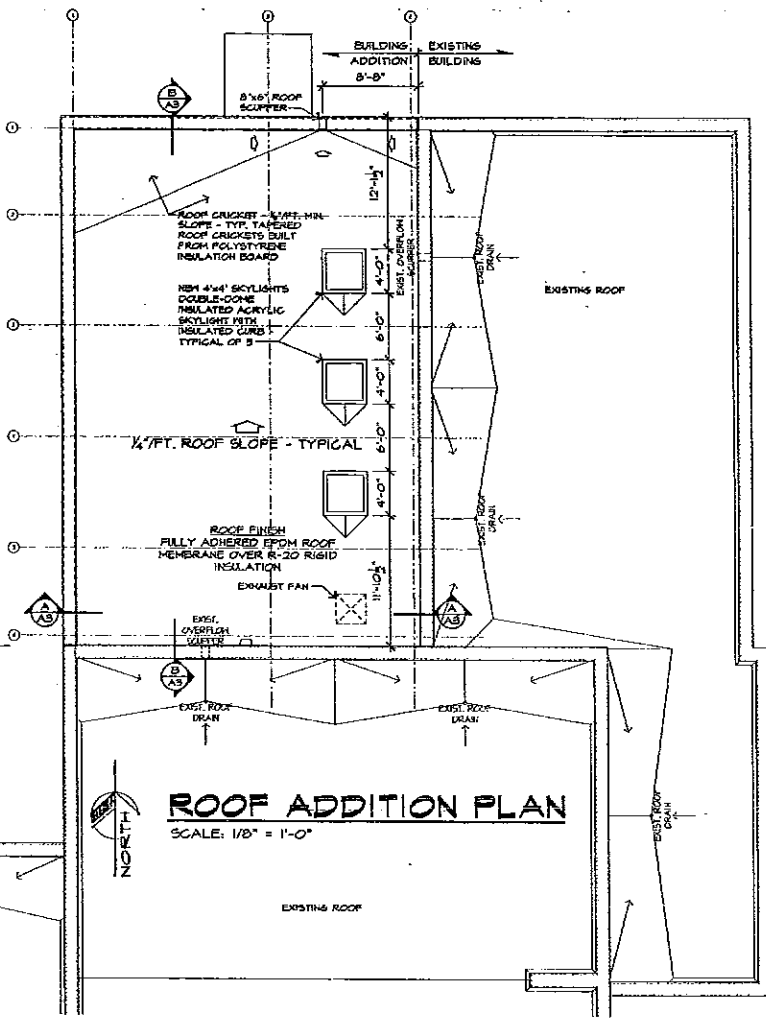 BUILDING ADDITION
EXISTING BUILDING
8'-8"
8"x6" ROOF
SCUPPER
B
A3
12'-1½"
ROOF CRICKET - ¼"/FT. MIN.
SLOPE - TYP. TAPERED
ROOF CRICKETS BUILT
FROM POLYSTYRENE
INSULATION BOARD
EXIST. OVERFLOW
SCUPPER
4'-0"
EXIST. ROOF
DRAIN
EXISTING ROOF
NEW 4'x4' SKYLIGHTS
DOUBLE-DOME
INSULATED ACRYLIC
SKYLIGHT WITH
INSULATED CURB
TYPICAL OF 3
6'-0"
4'-0"
6'-0"
¼"/FT. ROOF SLOPE - TYPICAL
4'-0"
EXIST. ROOF
DRAIN
ROOF FINISH
FULLY ADHERED EPDM ROOF
MEMBRANE OVER R-20 RIGID
INSULATION
11'-10½"
EXHAUST FAN
A
A3
A
A3
EXIST.
OVERFLOW
SCUPPER
B
A3
EXIST. ROOF
DRAIN
EXIST. ROOF
DRAIN
ROOF ADDITION PLAN
SCALE: 1/8" = 1'-0"
NORTH
EXIST. ROOF
DRAIN
EXISTING ROOF